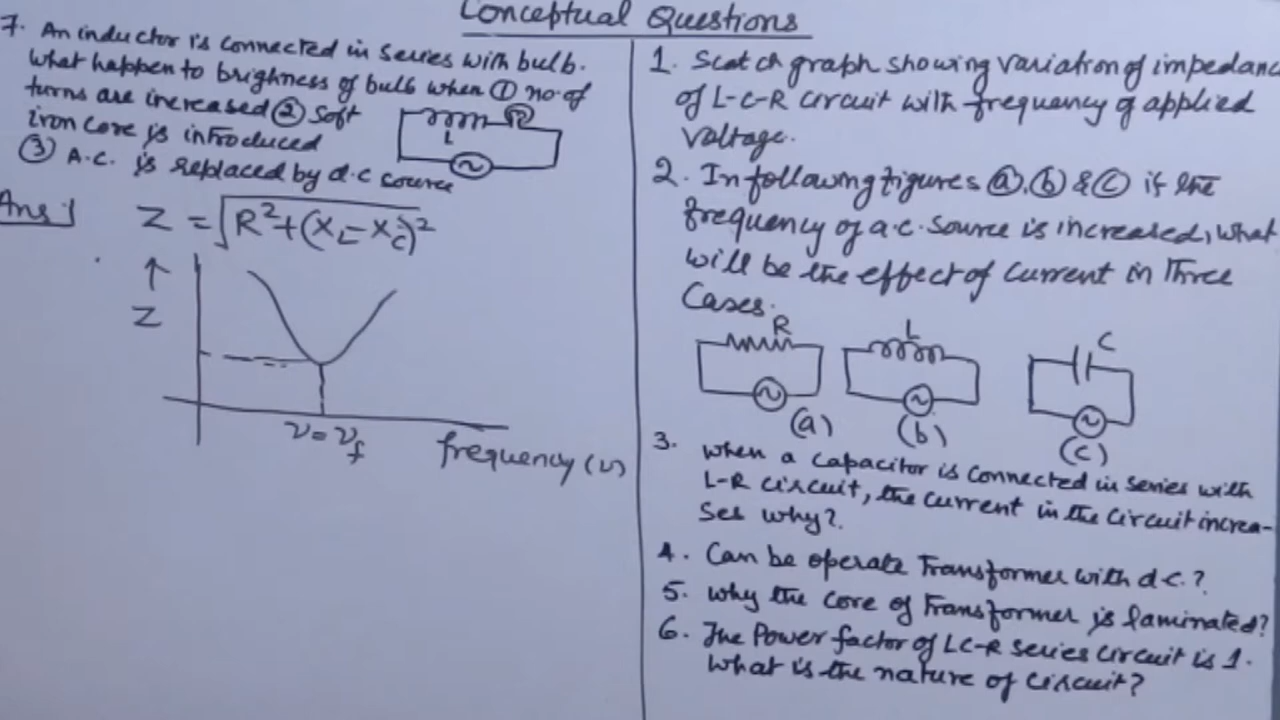 Conceptual Questions
7. An inductor is connected in series with bulb.
What happen to brightness of bulb when ① no. of
turns are increased ② Soft
iron core is introduced
③ A.C. is replaced by d.c source
L
Ans
Z = √R²+(X_L-X_C)²
↑
Z
ν=ν_f
frequency (ν)
1. Scotch graph showing variation of impedanc
of L-C-R circuit with frequency of applied
voltage.
2. In following figures ⓐ, ⓑ & ⓒ if the
frequency of a.c. source is increased, what
will be the effect of current in Three
Cases.
R
L
C
(a)
(b)
(c)
3. When a capacitor is connected in series with
L-R circuit, the current in the circuit increa-
ses why?
4. Can be operate Transformer with d.c.?
5. Why the core of Transformer is laminated?
6. The Power factor of LC-R series circuit is 1.
What is the nature of circuit?